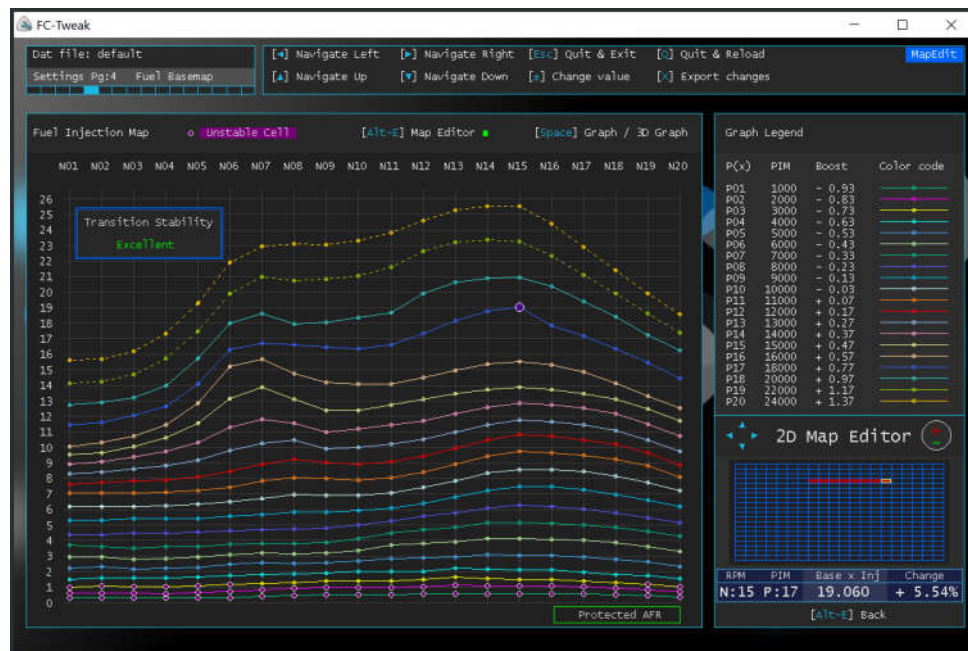 FC-Tweak
Dat file: default
Settings Pg:4 Fuel Basemap
[◄] Navigate Left [►] Navigate Right [Esc] Quit & Exit [Q] Quit & Reload
[▲] Navigate Up [▼] Navigate Down [±] Change value [X] Export changes
MapEdit
Fuel Injection Map Unstable Cell [Alt-E] Map Editor [Space] Graph / 3D Graph
N01 N02 N03 N04 N05 N06 N07 N08 N09 N10 N11 N12 N13 N14 N15 N16 N17 N18 N19 N20
26
25
24
23
22
21
20
19
18
17
16
15
14
13
12
11
10
9
8
7
6
5
4
3
2
1
0
Transition Stability
Excellent
Protected AFR
Graph Legend
P(x) PIM Boost Color code
P01 1000 - 0.93
P02 2000 - 0.83
P03 3000 - 0.73
P04 4000 - 0.63
P05 5000 - 0.53
P06 6000 - 0.43
P07 7000 - 0.33
P08 8000 - 0.23
P09 9000 - 0.13
P10 10000 - 0.03
P11 11000 + 0.07
P12 12000 + 0.17
P13 13000 + 0.27
P14 14000 + 0.37
P15 15000 + 0.47
P16 16000 + 0.57
P17 18000 + 0.77
P18 20000 + 0.97
P19 22000 + 1.17
P20 24000 + 1.37
2D Map Editor
RPM PIM Base x Inj Change
N:15 P:17 19.060 + 5.54%
[Alt-E] Back